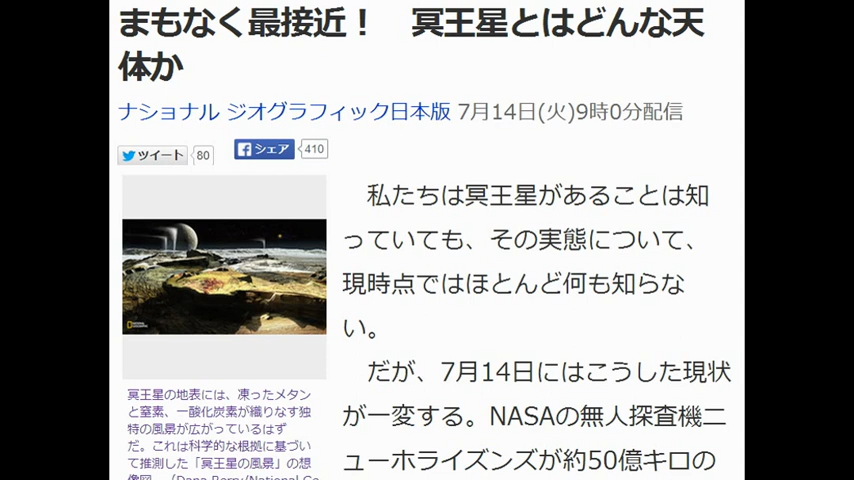 まもなく最接近！　冥王星とはどんな天
体か
ナショナル ジオグラフィック日本版 7月14日(火)9時0分配信
ツイート 80 シェア 410
私たちは冥王星があることは知
っていても、その実態について、
現時点ではほとんど何も知らな
い。
だが、7月14日にはこうした現状
が一変する。NASAの無人探査機ニ
ューホライズンズが約50億キロの
冥王星の地表には、凍ったメタン
と窒素、一酸化炭素が織りなす独
特の風景が広がっているはず
だ。これは科学的な根拠に基づい
て推測した「冥王星の風景」の想
像図。（Dana Berry/National Ge